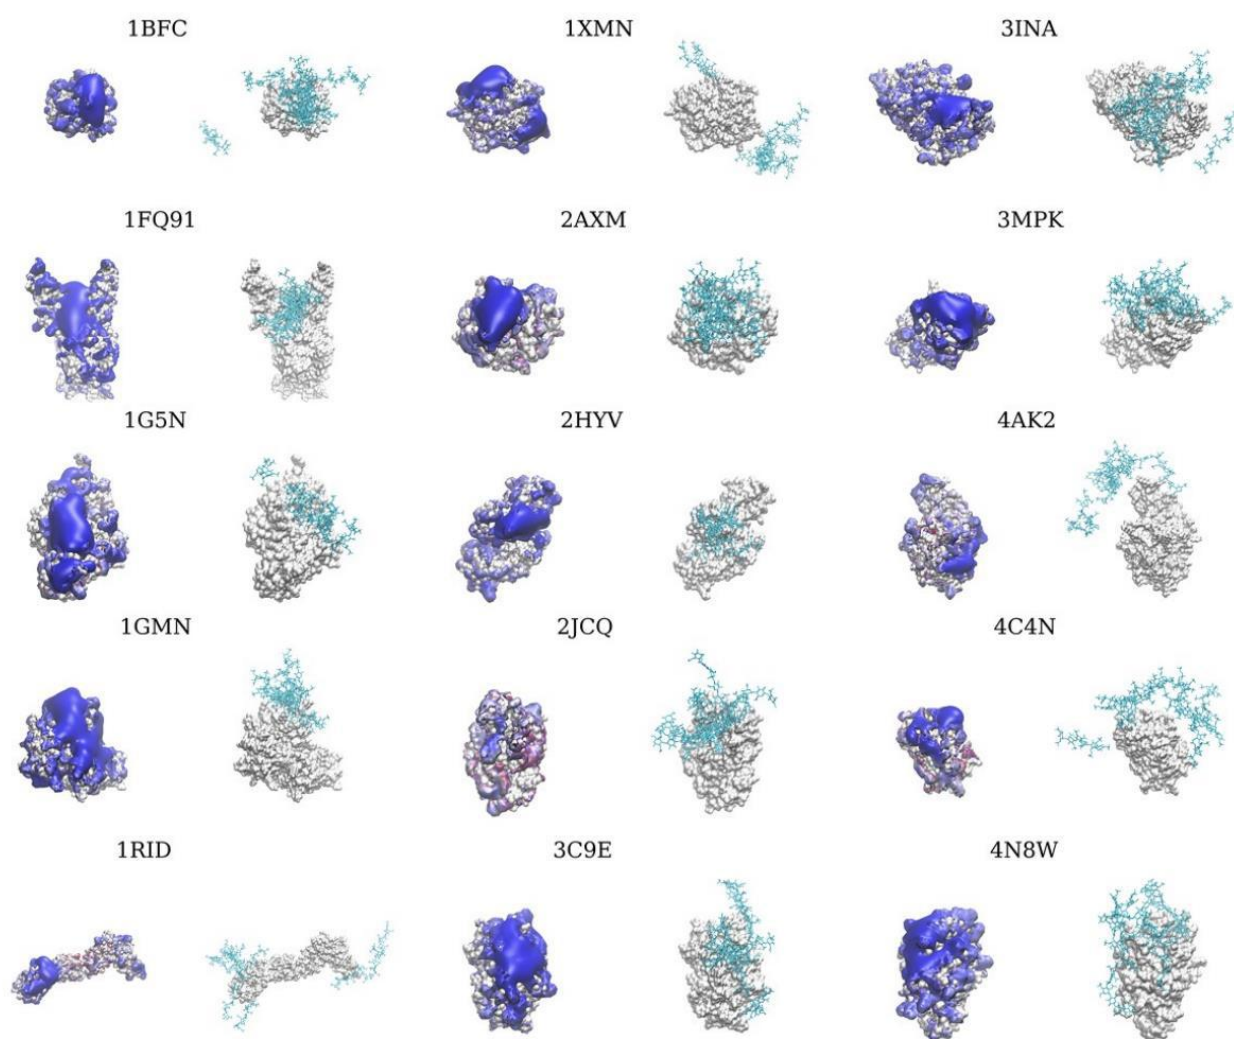 1BFC 1XMN 3INA
1FQ91 2AXM 3MPK
1G5N 2HYV 4AK2
1GMN 2JCQ 4C4N
1RID 3C9E 4N8W